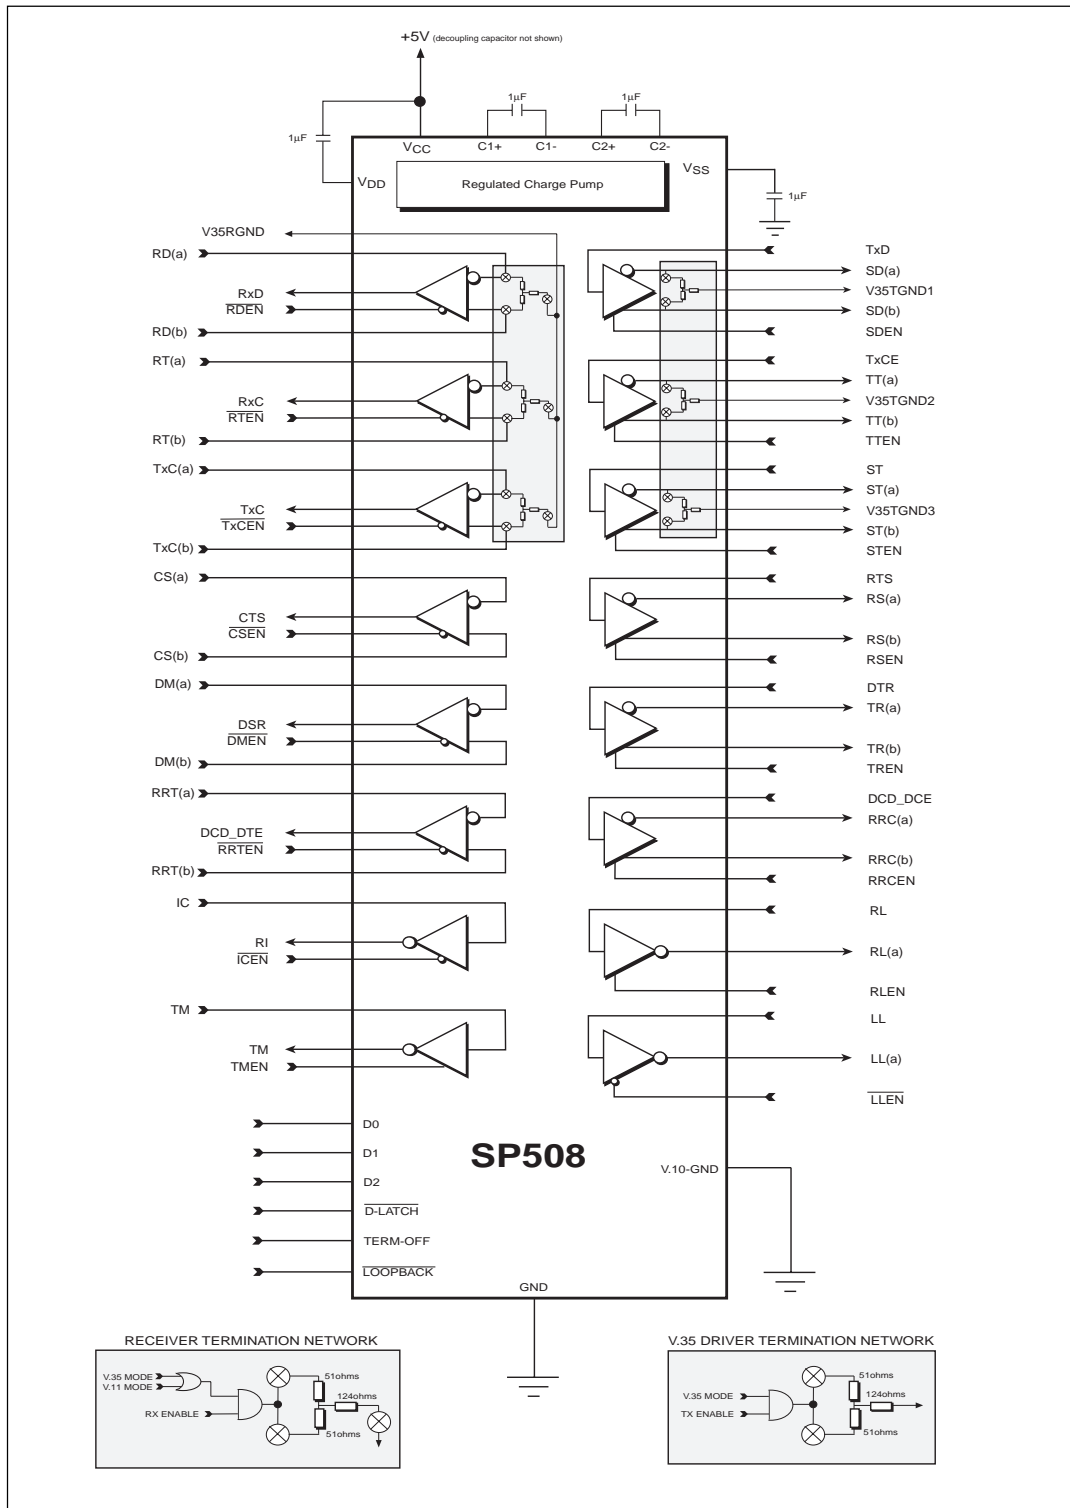 +5V (decoupling capacitor not shown)
1µF
1µF
1µF
VCC
C1+
C1-
C2+
C2-
VDD
VSS
Regulated Charge Pump
1µF
V35RGND
RD(a)
RxD
RDEN
RD(b)
RT(a)
RxC
RTEN
RT(b)
TxC(a)
TxC
TxCEN
TxC(b)
CS(a)
CTS
CSEN
CS(b)
DM(a)
DSR
DMEN
DM(b)
RRT(a)
DCD_DTE
RRTEN
RRT(b)
IC
RI
ICEN
TM
TM
TMEN
D0
D1
D2
D-LATCH
TERM-OFF
LOOPBACK
TxD
SD(a)
V35TGND1
SD(b)
SDEN
TxCE
TT(a)
V35TGND2
TT(b)
TTEN
ST
ST(a)
V35TGND3
ST(b)
STEN
RTS
RS(a)
RS(b)
RSEN
DTR
TR(a)
TR(b)
TREN
DCD_DCE
RRC(a)
RRC(b)
RRCEN
RL
RL(a)
RLEN
LL
LL(a)
LLEN
SP508
V.10-GND
GND
RECEIVER TERMINATION NETWORK
V.35 MODE
V.11 MODE
RX ENABLE
51ohms
124ohms
51ohms
V.35 DRIVER TERMINATION NETWORK
V.35 MODE
TX ENABLE
51ohms
124ohms
51ohms